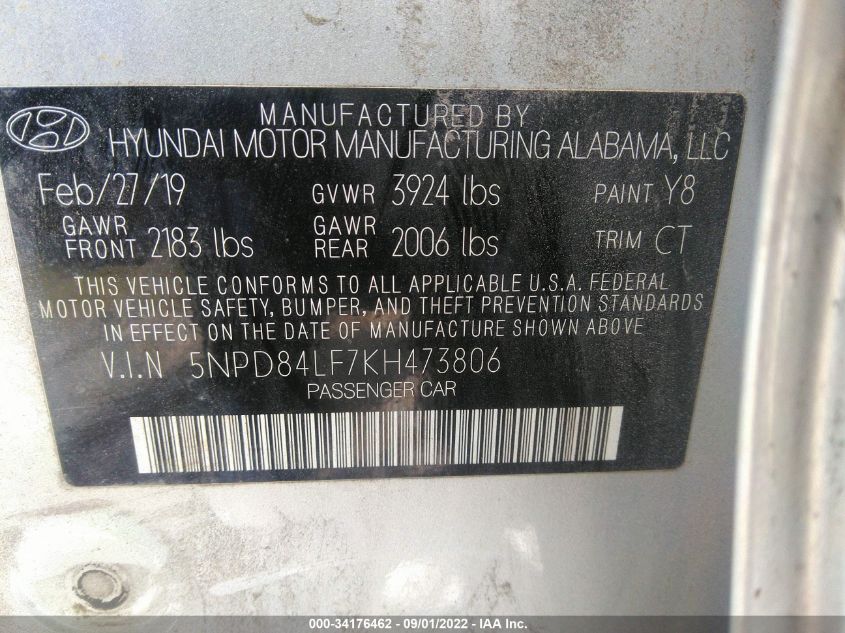 MANUFACTURED BY
HYUNDAI MOTOR MANUFACTURING ALABAMA, LLC
Feb/27/19 GVWR 3924 lbs PAINT Y8
GAWR FRONT 2183 lbs GAWR REAR 2006 lbs TRIM CT
THIS VEHICLE CONFORMS TO ALL APPLICABLE U.S.A. FEDERAL
MOTOR VEHICLE SAFETY, BUMPER, AND THEFT PREVENTION STANDARDS
IN EFFECT ON THE DATE OF MANUFACTURE SHOWN ABOVE
V.I.N 5NPD84LF7KH473806
PASSENGER CAR
000-34176462 - 09/01/2022 - IAAI.COM